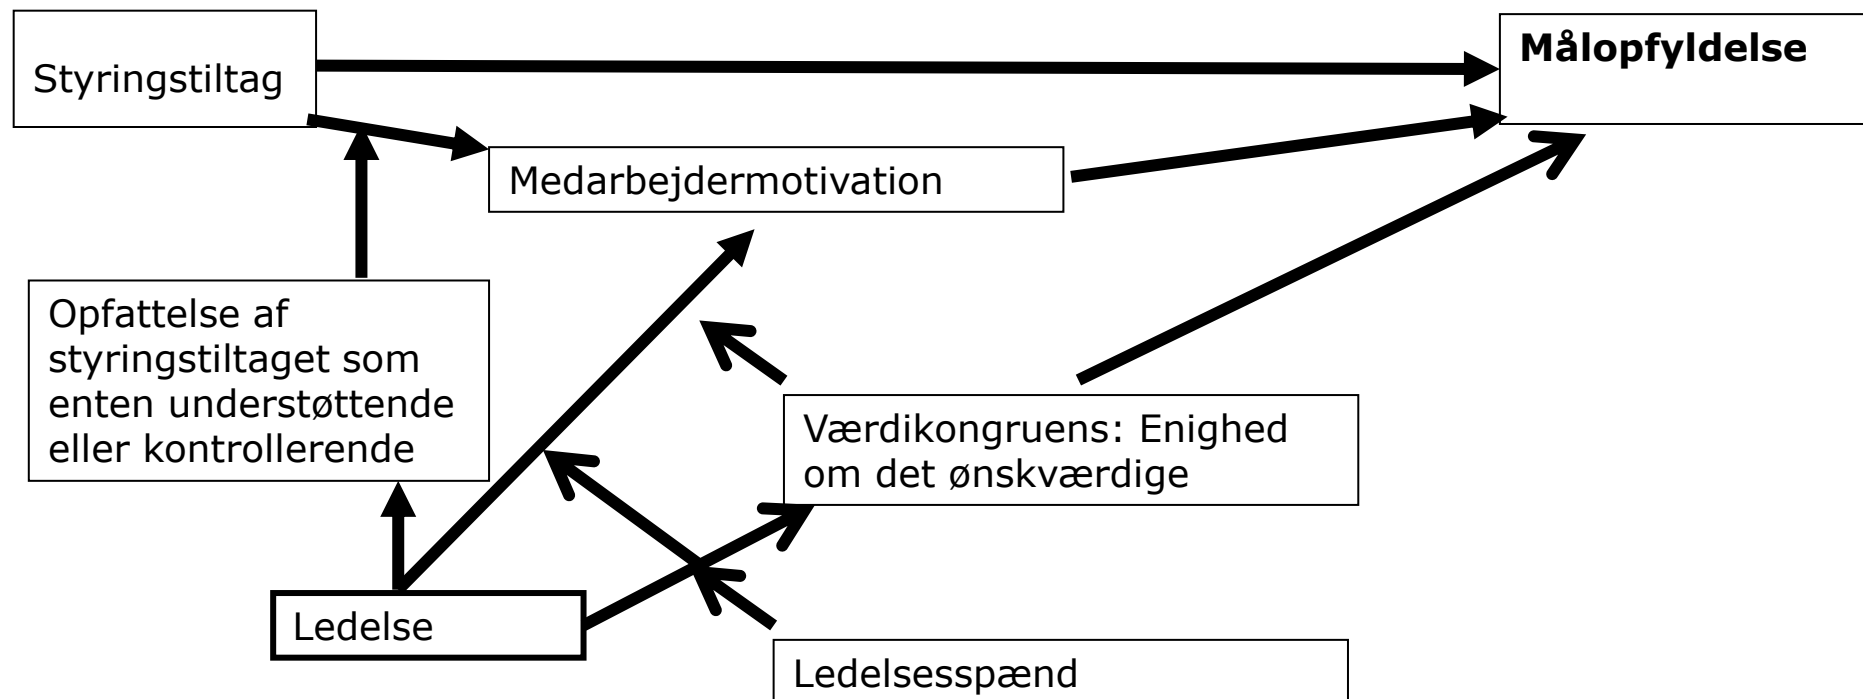 Styringstiltag
Målopfyldelse
Medarbejdermotivation
Opfattelse af
styringstiltaget som
enten understøttende
eller kontrollerende
Værdikongruens: Enighed
om det ønskværdige
Ledelse
Ledelsesspænd